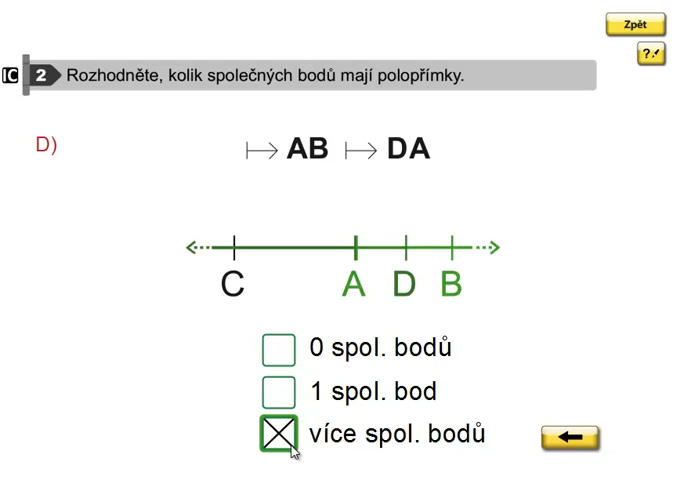 Zpět
?
2 Rozhodněte, kolik společných bodů mají polopřímky.
D)
↦ AB ↦ DA
C A D B
0 spol. bodů
1 spol. bod
více spol. bodů